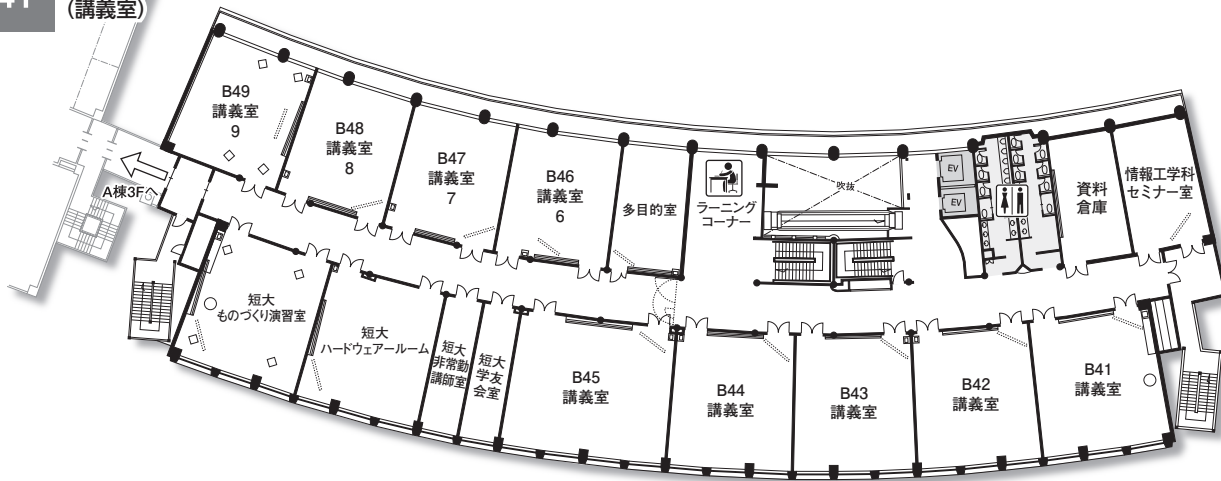 (講義室)
B49
講義室
9
B48
講義室
8
B47
講義室
7
B46
講義室
6
多目的室
ラーニング
コーナー
吹抜
EV
EV
資料
倉庫
情報工学科
セミナー室
A棟3Fへ
短大
ものづくり演習室
短大
ハードウェアールーム
短大
非常勤
講師室
短大
学友
会室
B45
講義室
B44
講義室
B43
講義室
B42
講義室
B41
講義室